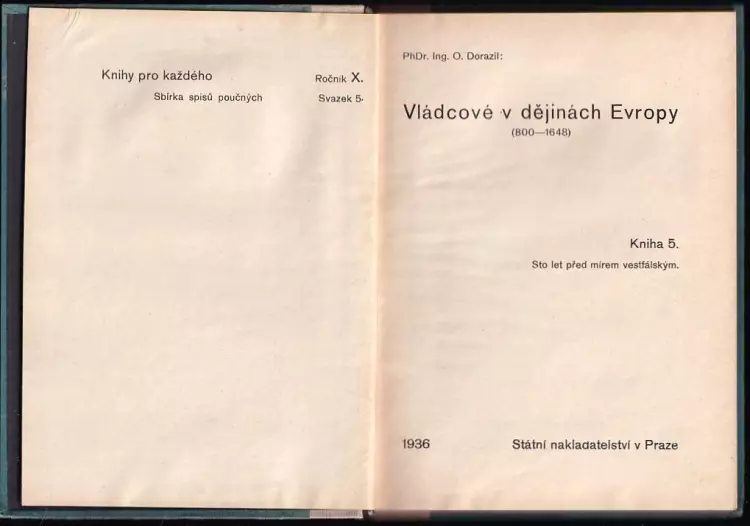 Knihy pro každého
Ročník X.
Sbírka spisů poučných
Svazek 5.
PhDr. Ing. O. Dorazil:
Vládcové v dějinách Evropy
(800—1648)
Kniha 5.
Sto let před mírem vestfálským.
1936
Státní nakladatelství v Praze